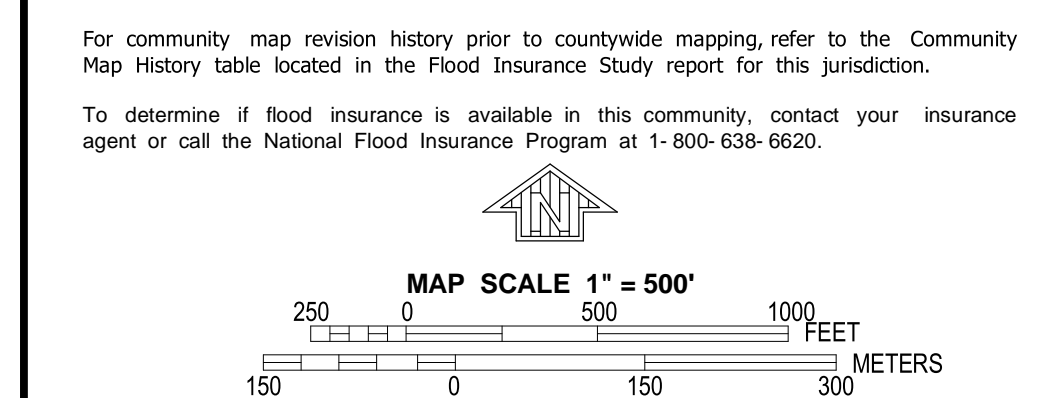 For community map revision history prior to countywide mapping, refer to the Community
Map History table located in the Flood Insurance Study report for this jurisdiction.
To determine if flood insurance is available in this community, contact your insurance
agent or call the National Flood Insurance Program at 1- 800- 638- 6620.
N
MAP SCALE 1" = 500'
250 0 500 1000
FEET
METERS
150 0 150 300